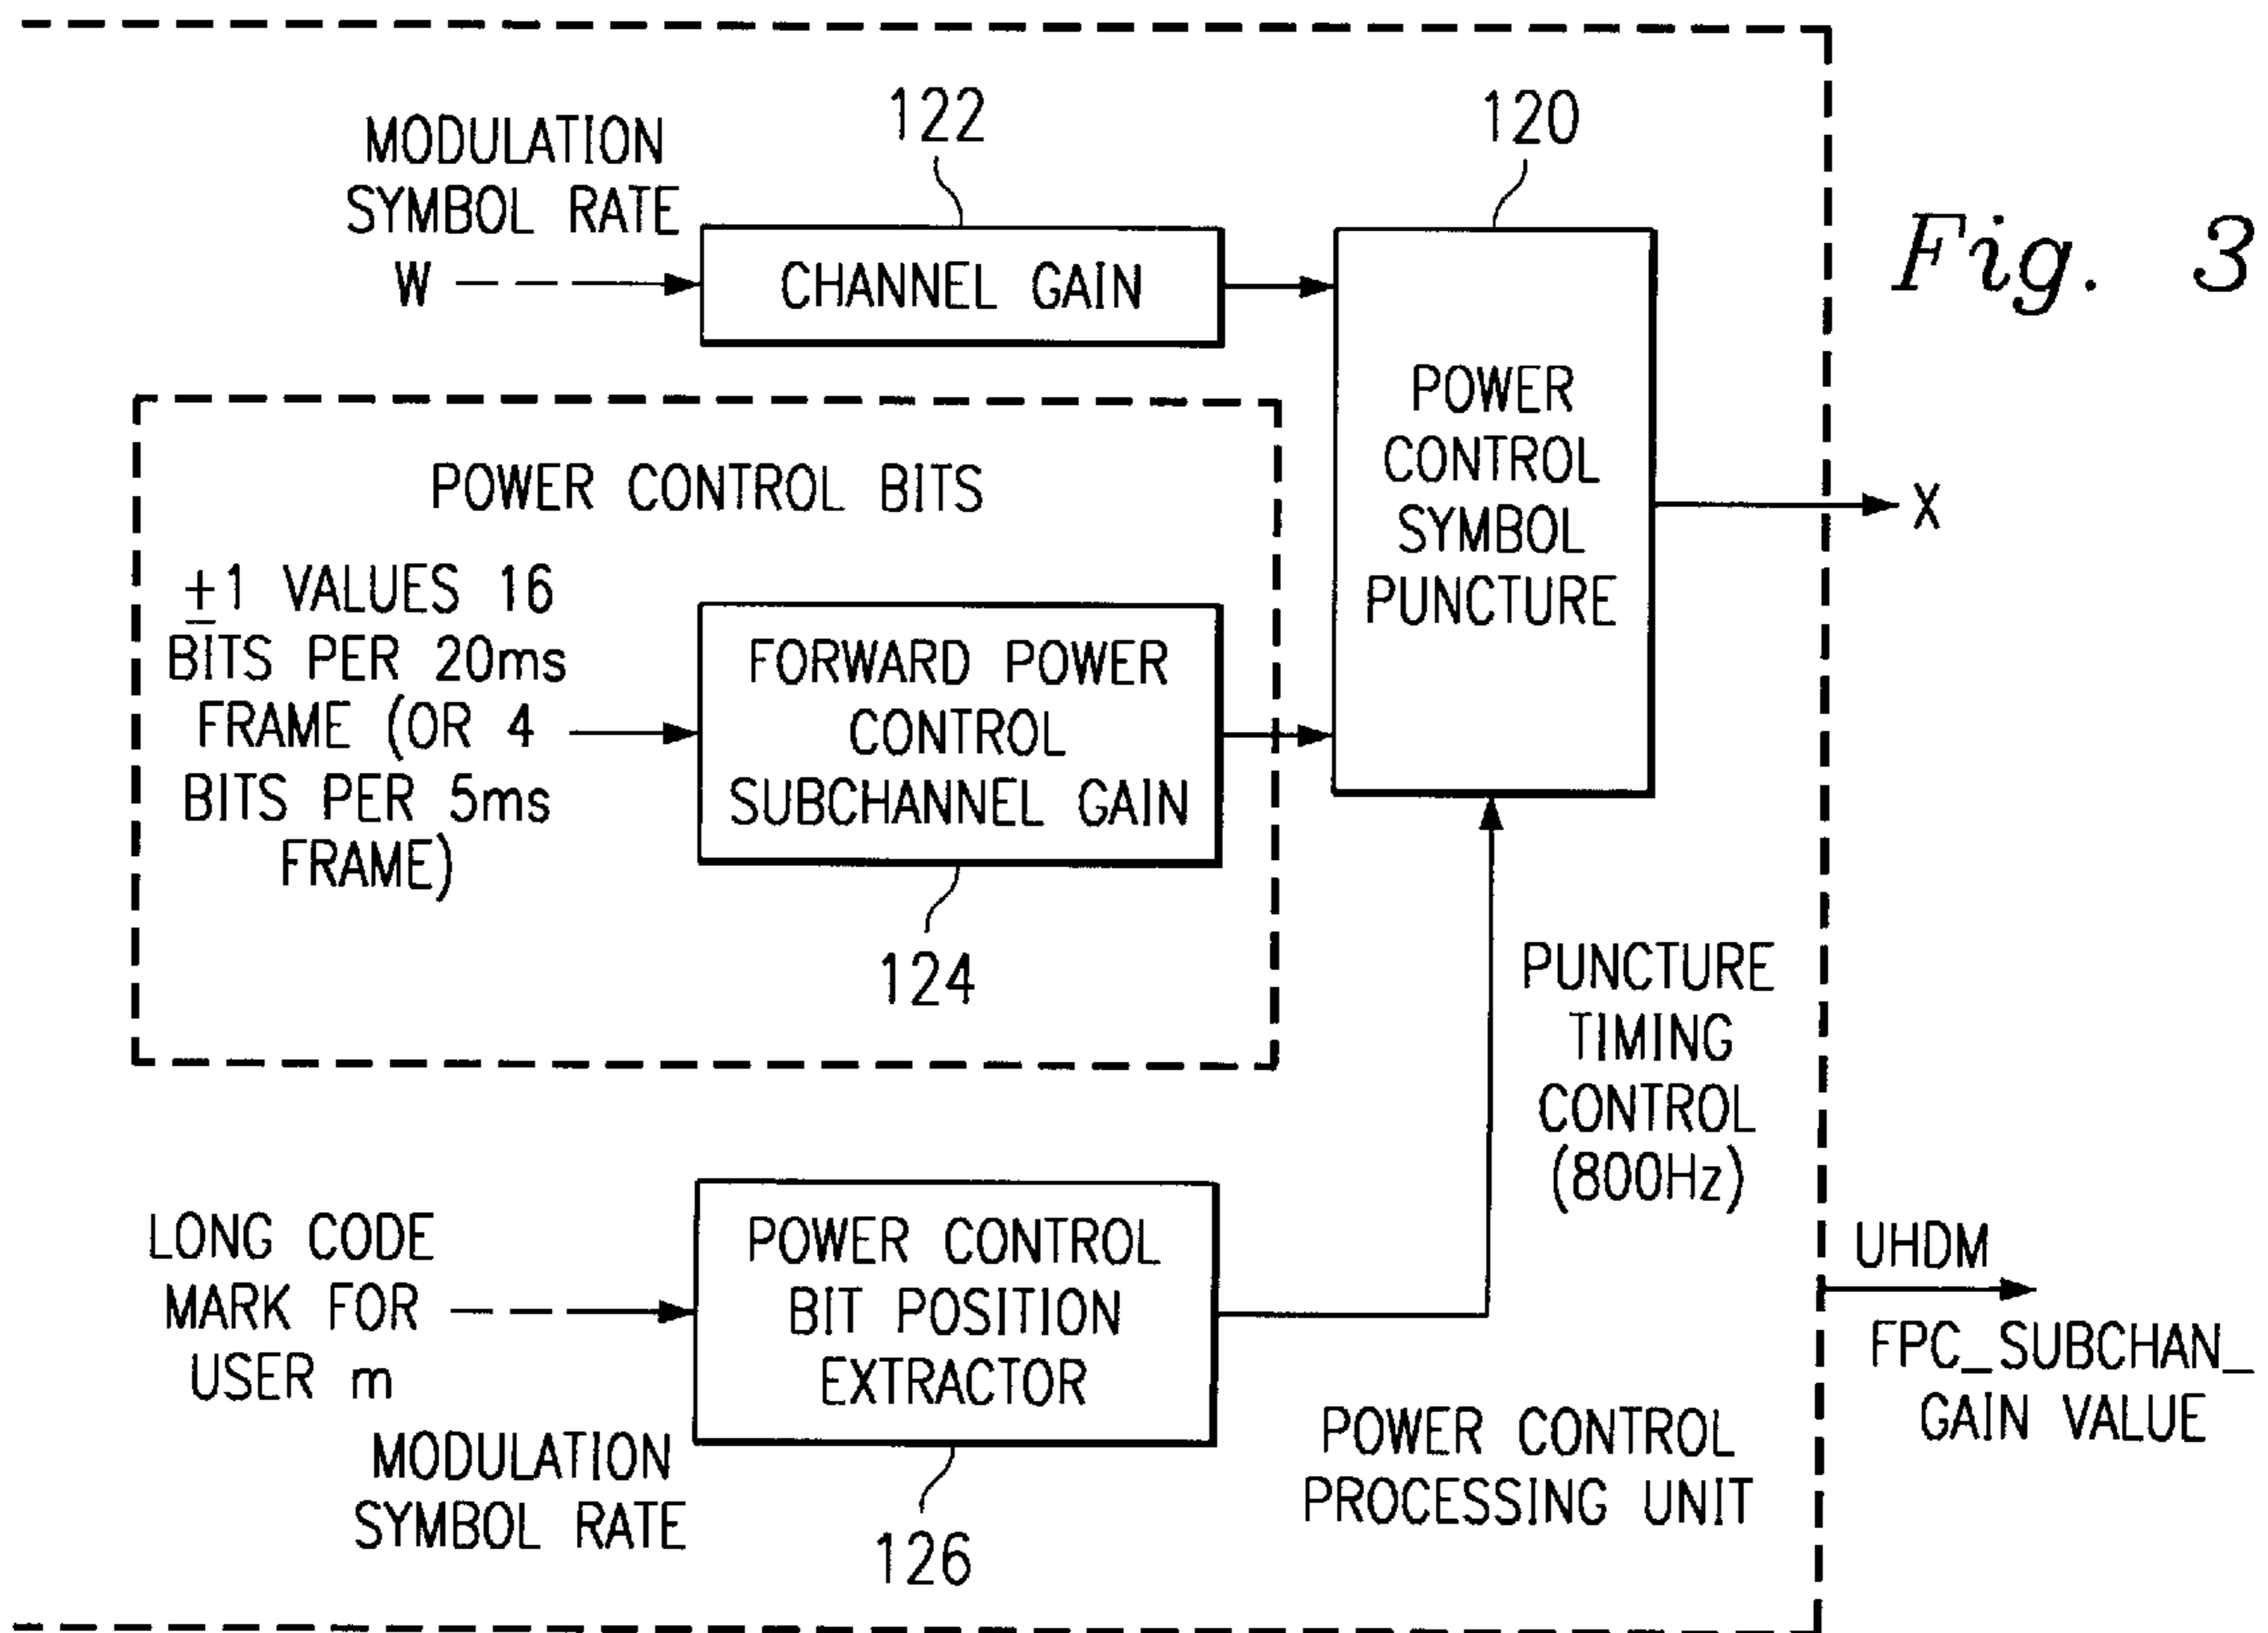 122
120
MODULATION
SYMBOL RATE
W
CHANNEL GAIN
Fig. 3
POWER
CONTROL
SYMBOL
PUNCTURE
X
POWER CONTROL BITS
±1 VALUES 16
BITS PER 20ms
FRAME (OR 4
BITS PER 5ms
FRAME)
FORWARD POWER
CONTROL
SUBCHANNEL GAIN
124
PUNCTURE
TIMING
CONTROL
(800Hz)
LONG CODE
MARK FOR
USER m
MODULATION
SYMBOL RATE
POWER CONTROL
BIT POSITION
EXTRACTOR
126
POWER CONTROL
PROCESSING UNIT
UHDM
FPC_SUBCHAN_
GAIN VALUE